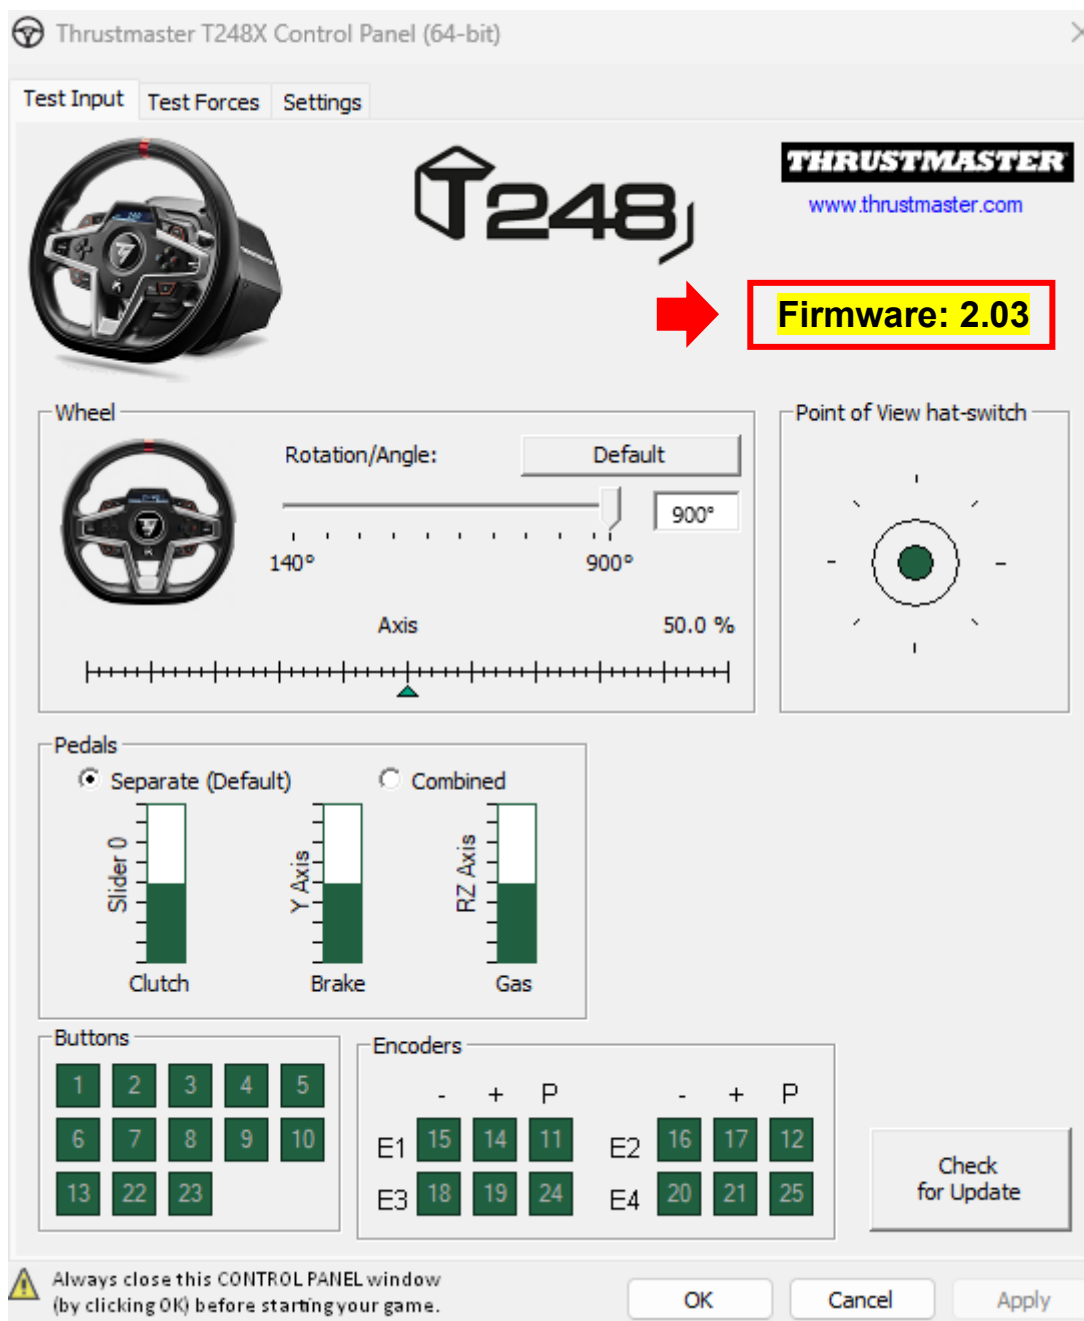 Thrustmaster T248X Control Panel (64-bit)
Test Input Test Forces Settings
T248
THRUSTMASTER
www.thrustmaster.com
Firmware: 2.03
Wheel
Rotation/Angle: Default
900°
140° 900°
Axis 50.0 %
Point of View hat-switch
Pedals
Separate (Default) Combined
Slider 0 Y Axis RZ Axis
Clutch Brake Gas
Buttons
1 2 3 4 5
6 7 8 9 10
13 22 23
Encoders
- + P - + P
E1 15 14 11 E2 16 17 12
E3 18 19 24 E4 20 21 25
Check
for Update
Always close this CONTROL PANEL window
(by clicking OK) before starting your game.
OK Cancel Apply